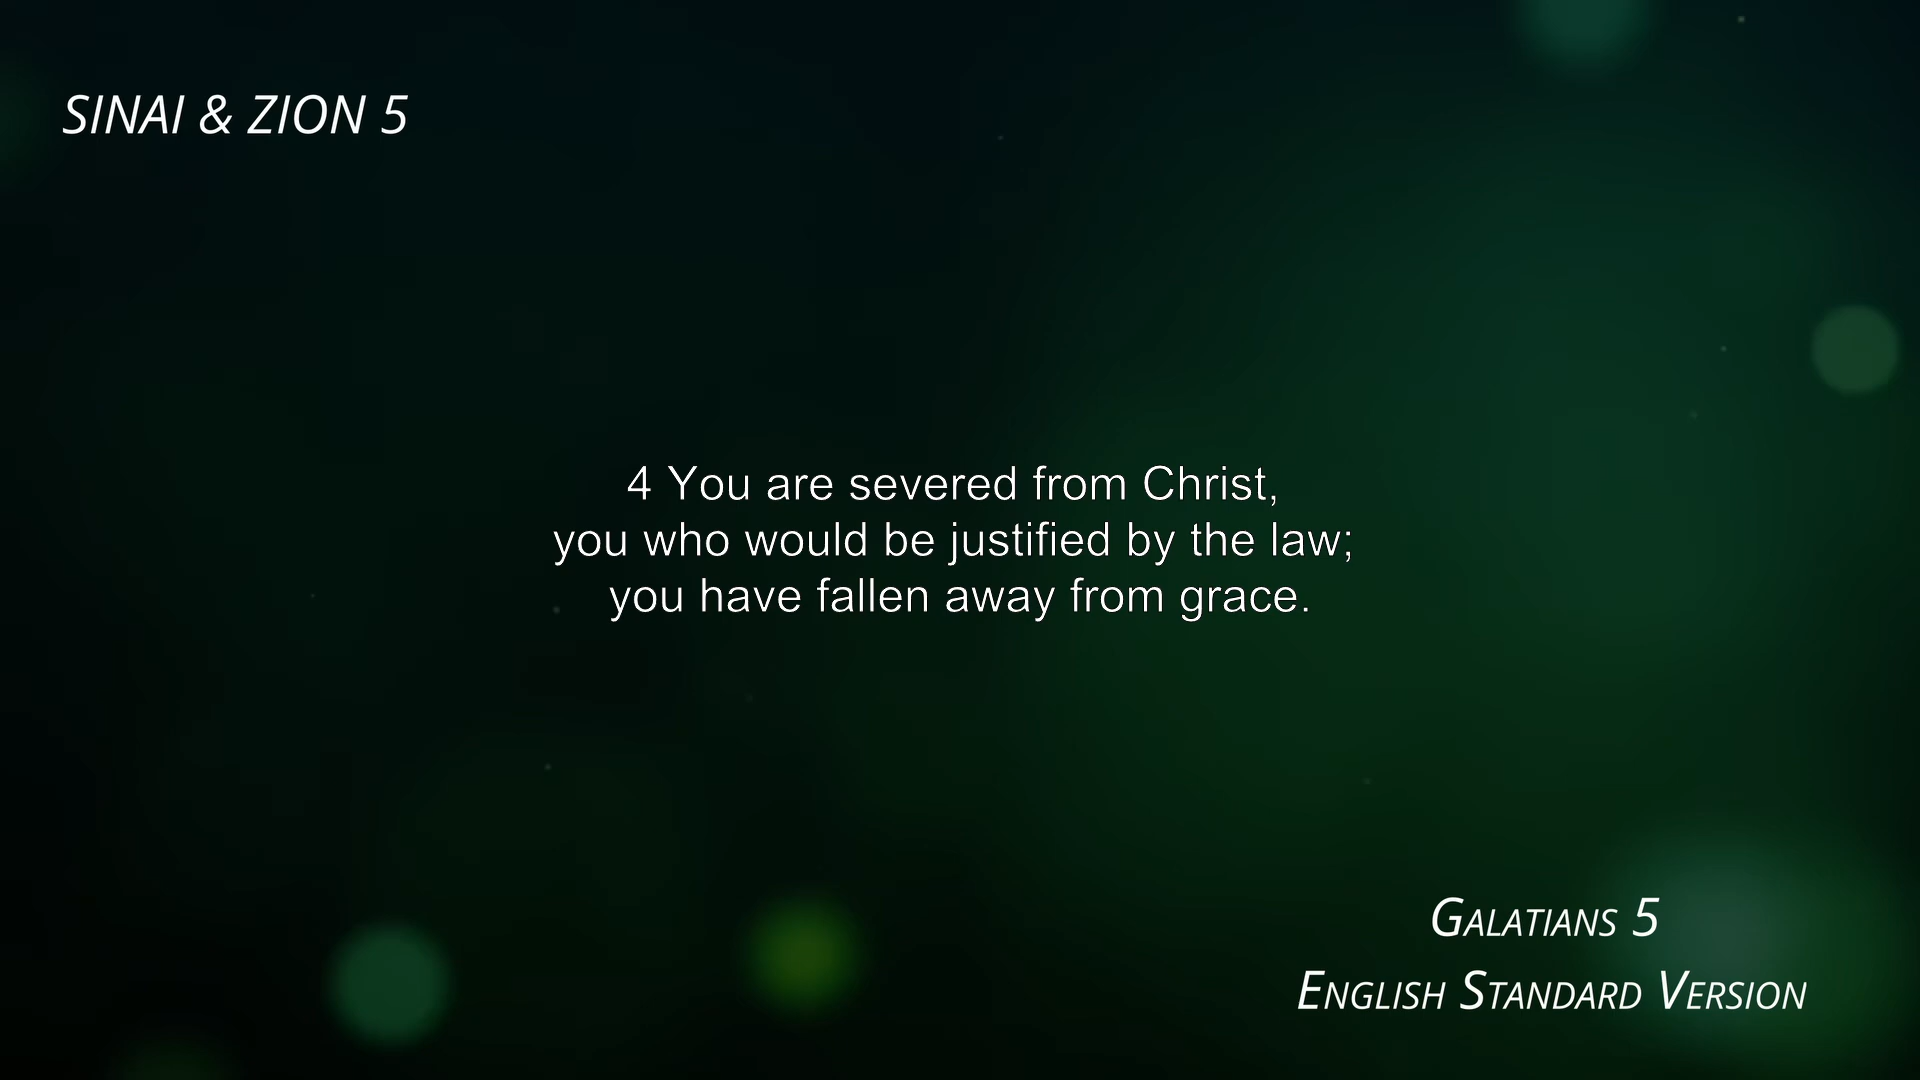 SINAI & ZION 5
4 You are severed from Christ,
you who would be justified by the law;
you have fallen away from grace.
Galatians 5
English Standard Version